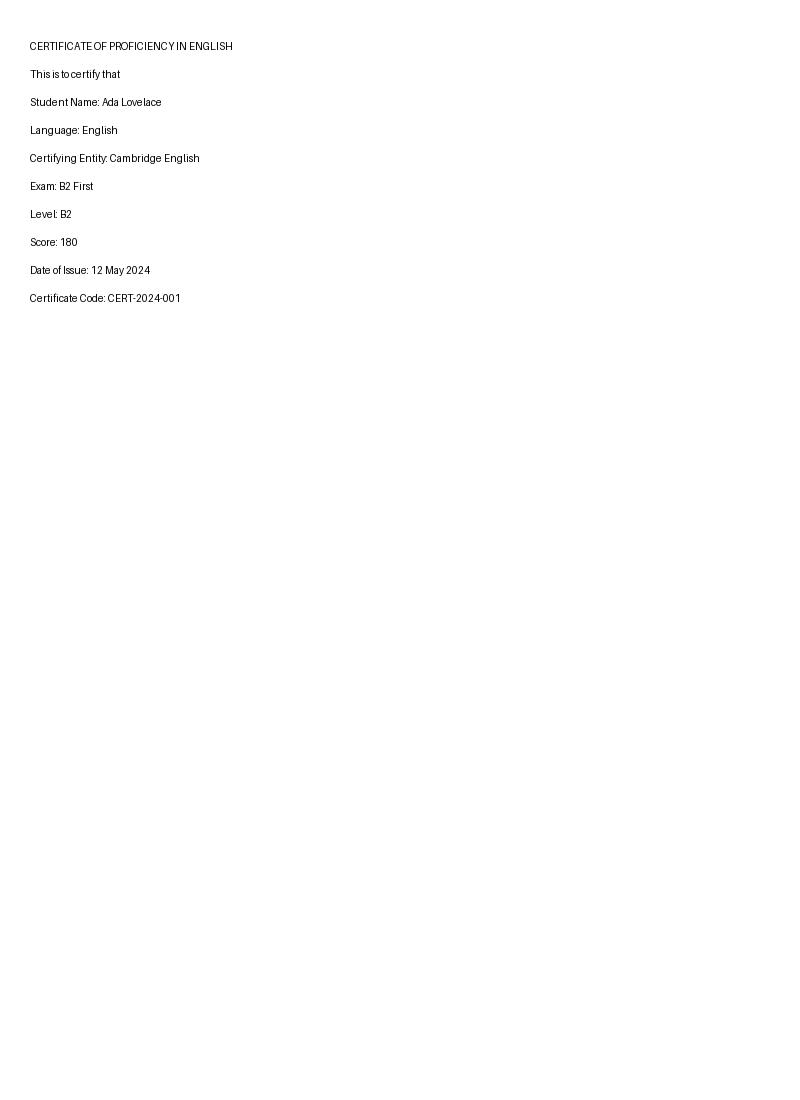 CERTIFICATE OF PROFICIENCY IN ENGLISH
This is to certify that
Student Name: Ada Lovelace
Language: English
Certifying Entity: Cambridge English
Exam: B2 First
Level: B2
Score: 180
Date of Issue: 12 May 2024
Certificate Code: CERT-2024-001